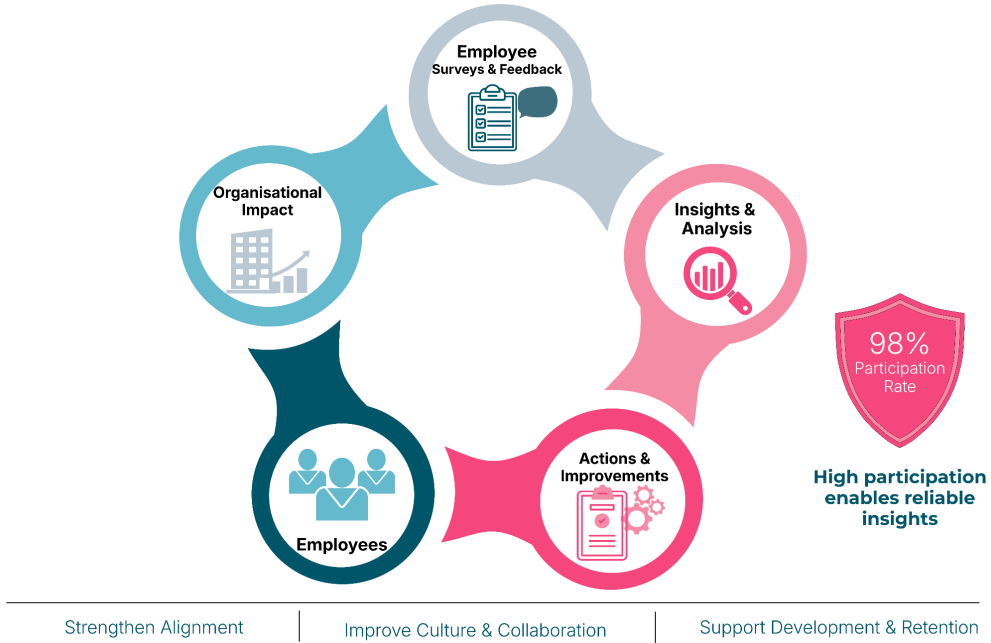 Employee
Surveys & Feedback
Organisational
Impact
Insights &
Analysis
98%
Participation
Rate
Actions &
Improvements
High participation
enables reliable
insights
Employees
Strengthen Alignment
Improve Culture & Collaboration
Support Development & Retention